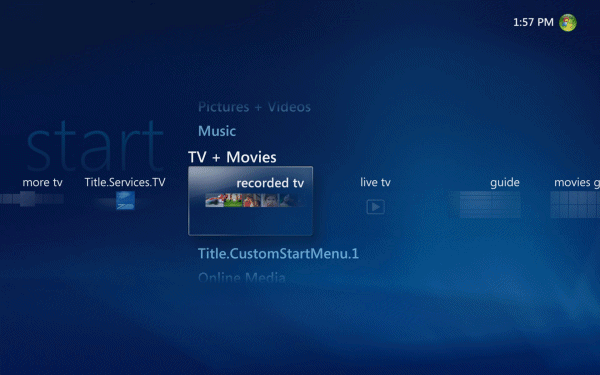 1:57 PM
Pictures + Videos
start
Music
TV + Movies
more tv
Title.Services.TV
recorded tv
live tv
guide
movies g
Title.CustomStartMenu.1
Online Media